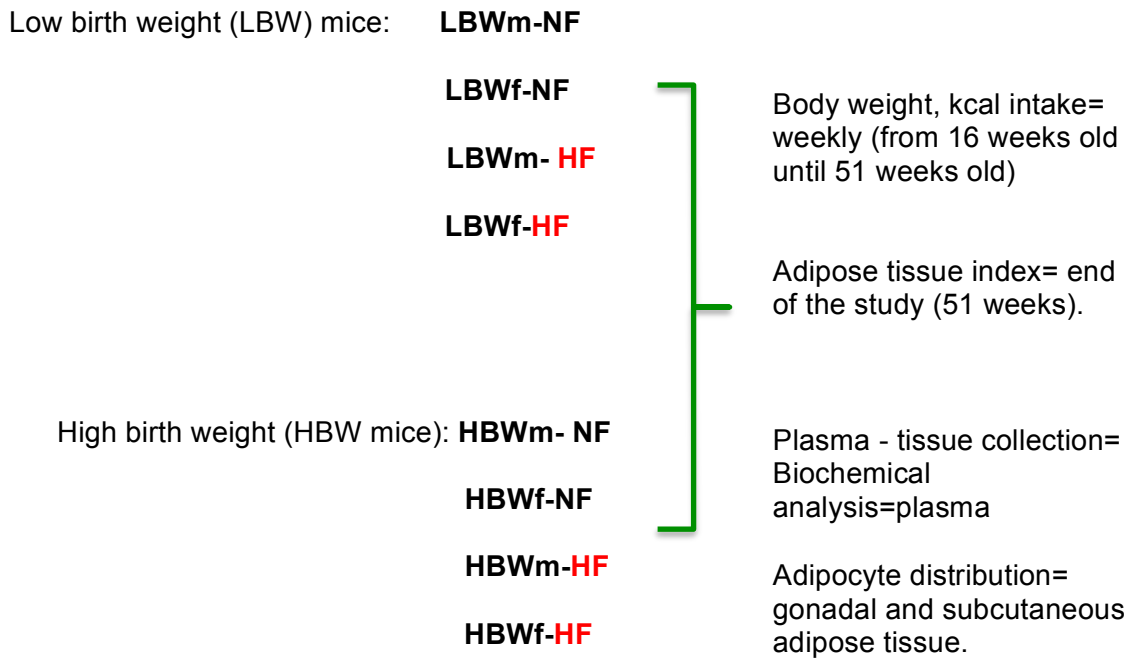 Low birth weight (LBW) mice: LBWm-NF
LBWf-NF
LBWm- HF
LBWf-HF
High birth weight (HBW mice): HBWm- NF
HBWf-NF
HBWm-HF
HBWf-HF
Body weight, kcal intake=
weekly (from 16 weeks old
until 51 weeks old)
Adipose tissue index= end
of the study (51 weeks).
Plasma - tissue collection=
Biochemical
analysis=plasma
Adipocyte distribution=
gonadal and subcutaneous
adipose tissue.